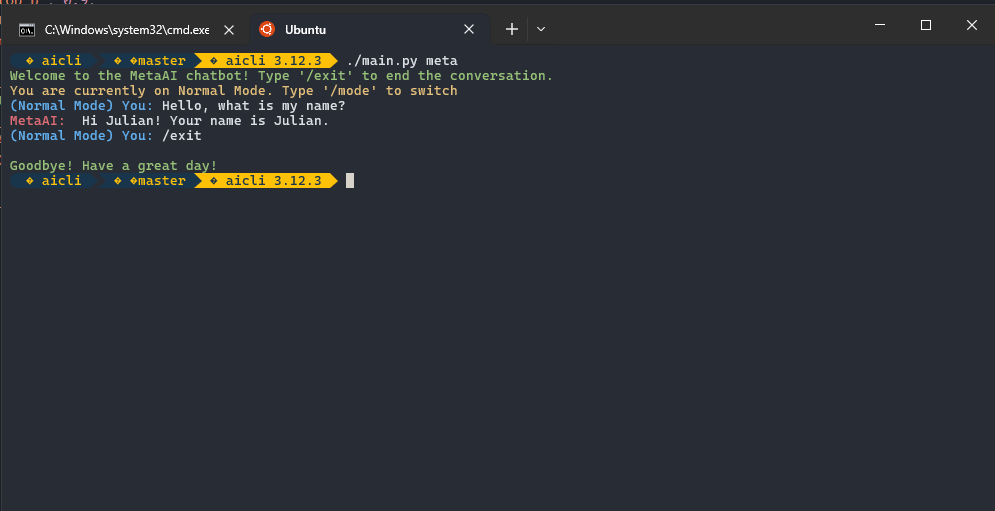 C:\Windows\system32\cmd.exe
Ubuntu
� aicli � �master � aicli 3.12.3 ./main.py meta
Welcome to the MetaAI chatbot! Type '/exit' to end the conversation.
You are currently on Normal Mode. Type '/mode' to switch
(Normal Mode) You: Hello, what is my name?
MetaAI:  Hi Julian! Your name is Julian.
(Normal Mode) You: /exit
Goodbye! Have a great day!
� aicli � �master � aicli 3.12.3